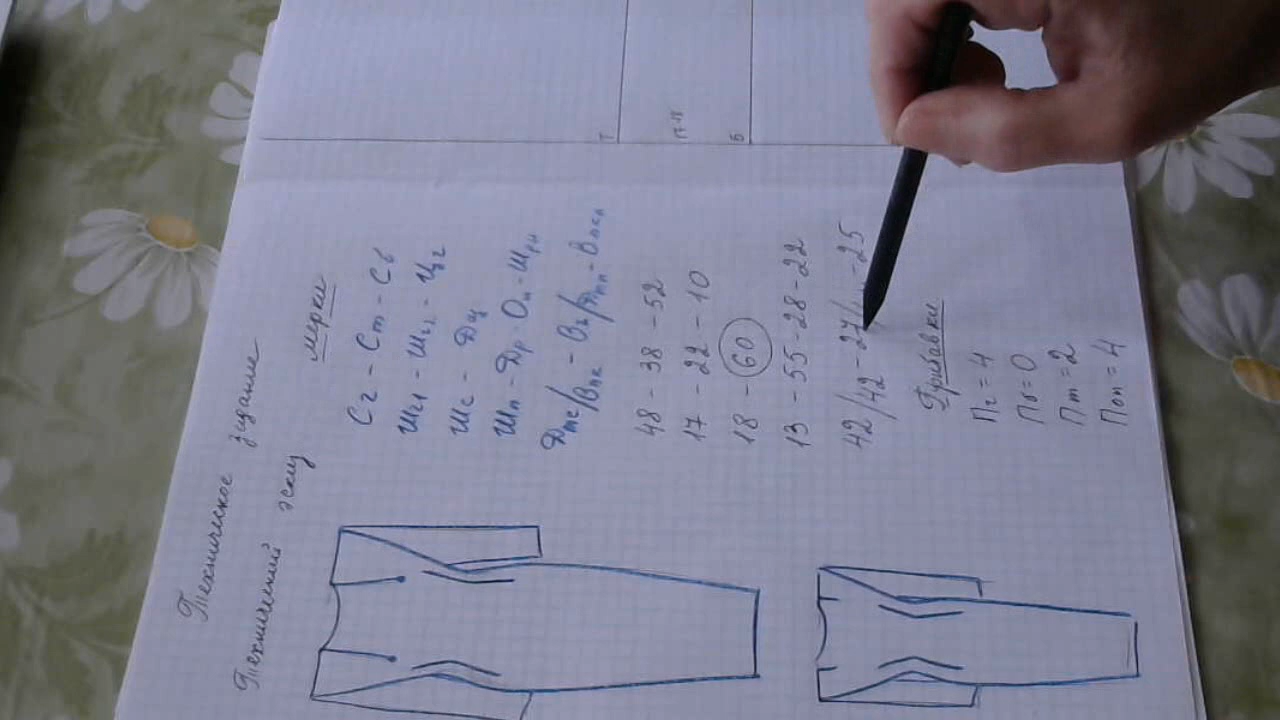 Техническое задание
Технический эскиз
мерки
Сг - Ст - Сб
Шг1 - Шг2 - Цг
Шс - Дц
Шп - Др - Оп - Шрн
Дтс/Впк - Вг/Дтп - Впкп
48 - 38 - 52
17 - 22 - 10
18 - 60
13 - 55 - 28 - 22
42/42 - 27/ - 25
Прибавки
Пг = 4
Пб = 0
Пт = 2
Поп = 4
Т
Б